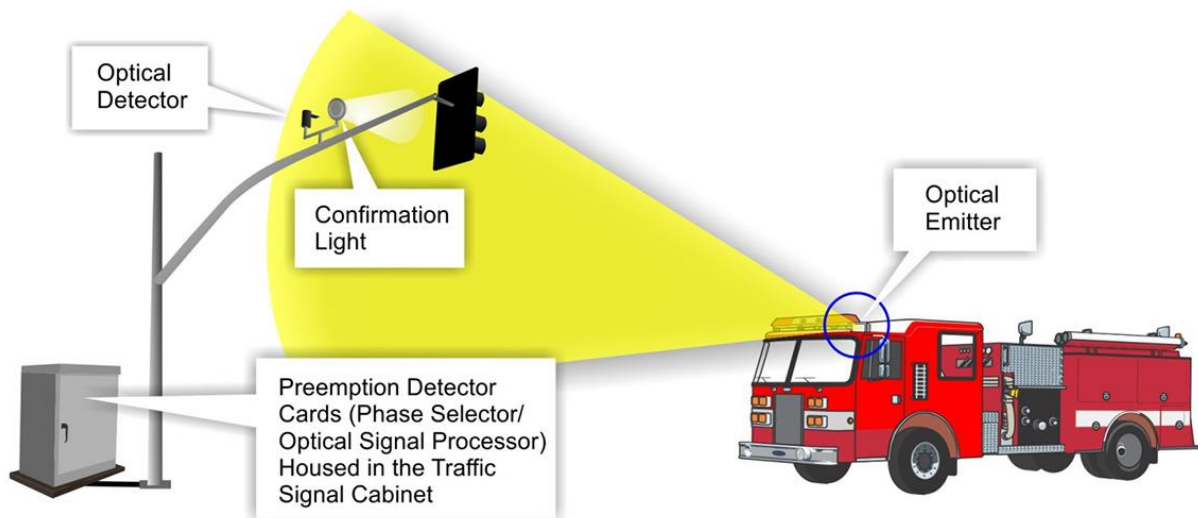 Optical
Detector
Confirmation
Light
Optical
Emitter
Preemption Detector
Cards (Phase Selector/
Optical Signal Processor)
Housed in the Traffic
Signal Cabinet